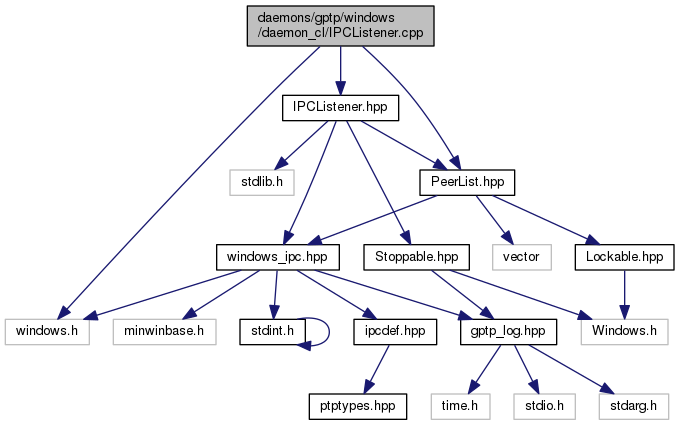 daemons/gptp/windows
/daemon_cl/IPCListener.cpp
IPCListener.hpp
stdlib.h
PeerList.hpp
windows_ipc.hpp
Stoppable.hpp
vector
Lockable.hpp
windows.h
minwinbase.h
stdint.h
ipcdef.hpp
gptp_log.hpp
Windows.h
ptptypes.hpp
time.h
stdio.h
stdarg.h